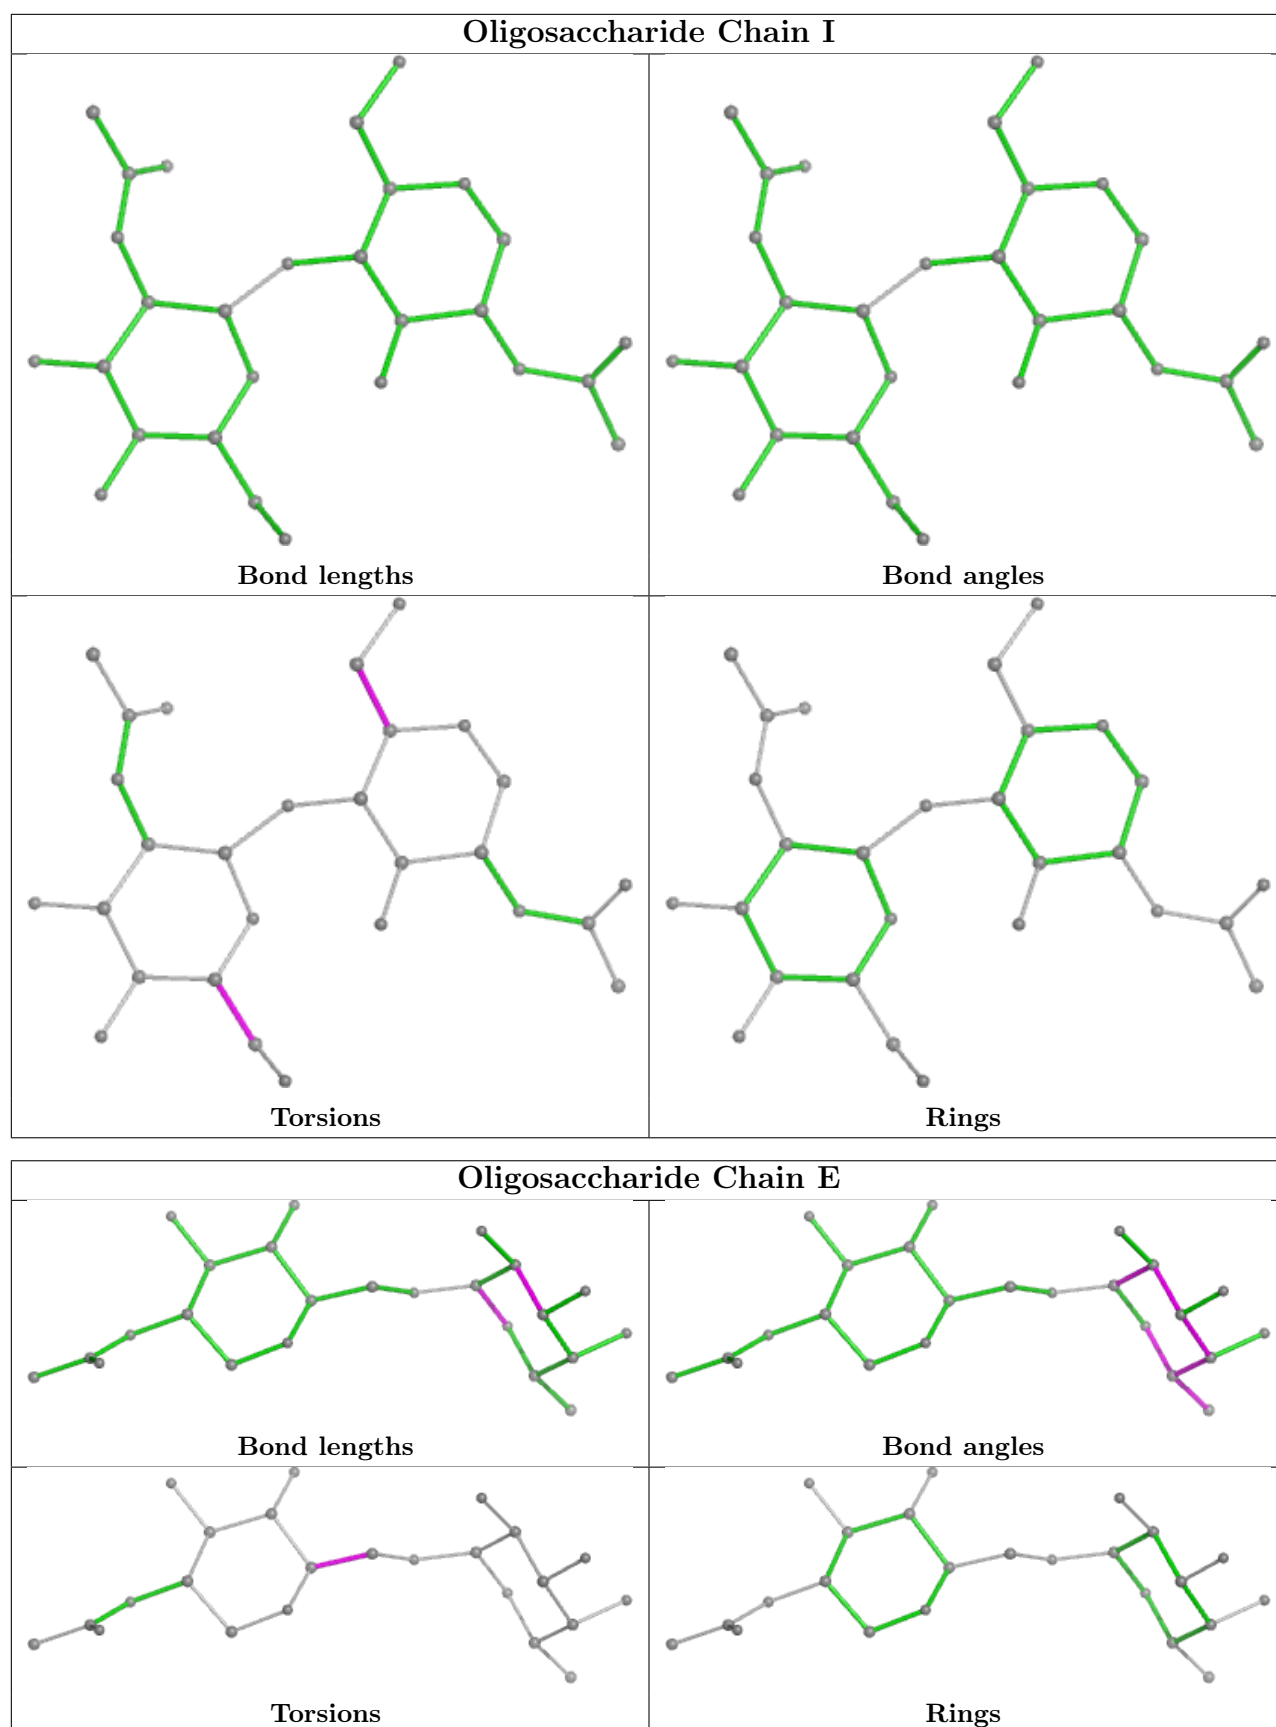 Oligosaccharide Chain I
Bond lengths
Bond angles
Torsions
Rings
Oligosaccharide Chain E
Bond lengths
Bond angles
Torsions
Rings